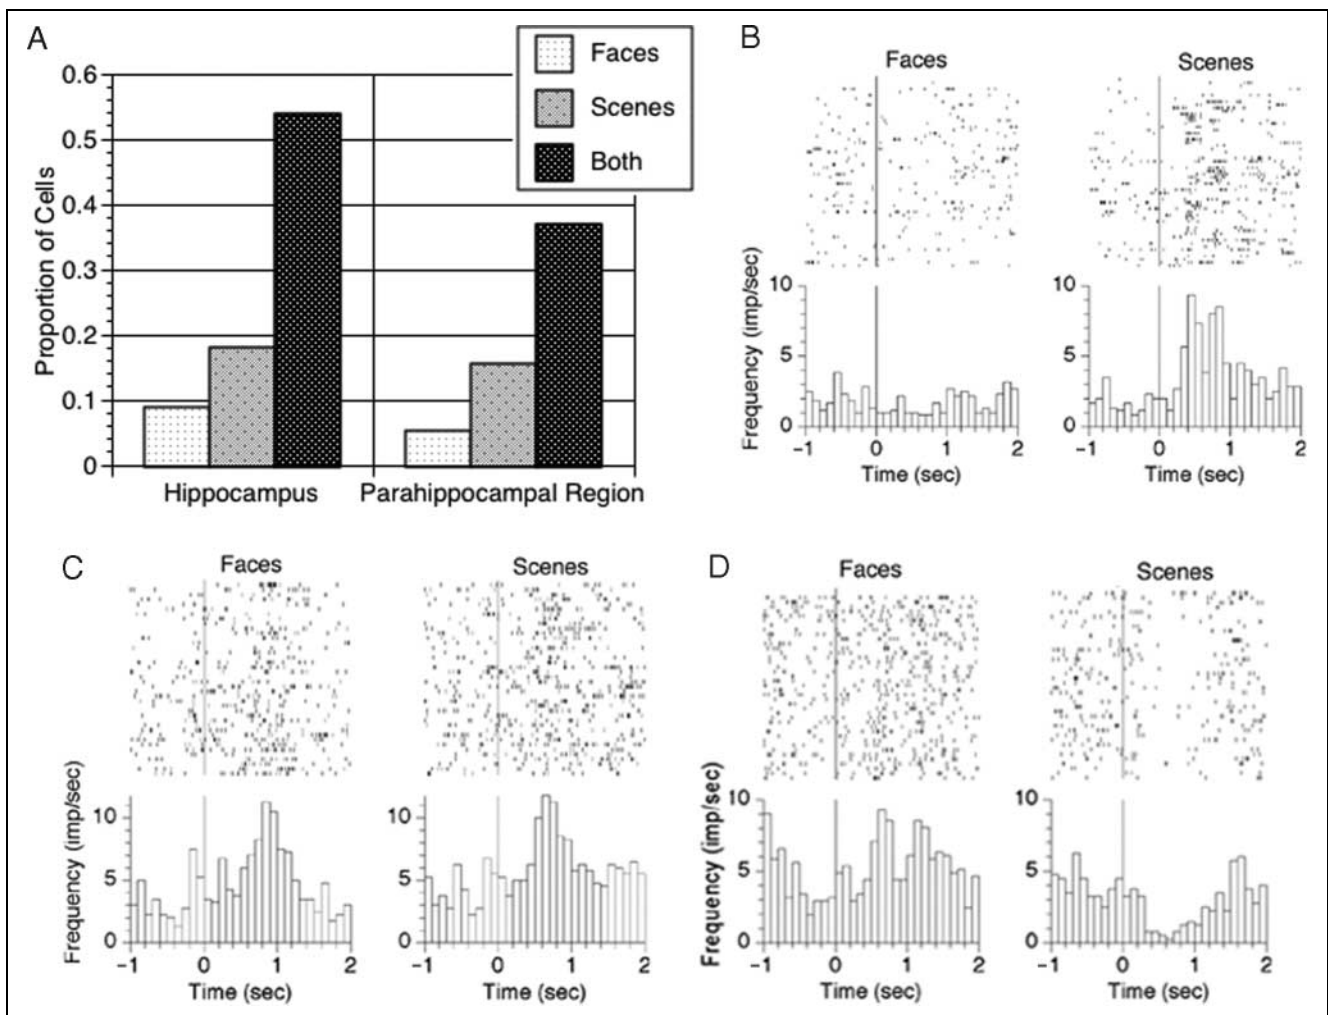 A
Faces
Scenes
Both
0.6
0.5
0.4
0.3
0.2
0.1
0
Proportion of Cells
Hippocampus
Parahippocampal Region
B
Faces
Scenes
Frequency (imp/sec)
10
5
0
10
5
0
−1 0 1 2
−1 0 1 2
Time (sec)
Time (sec)
C
Faces
Scenes
Frequency (imp/sec)
10
5
0
10
5
0
−1 0 1 2
−1 0 1 2
Time (sec)
Time (sec)
D
Faces
Scenes
Frequency (imp/sec)
10
5
0
10
5
0
−1 0 1 2
−1 0 1 2
Time (sec)
Time (sec)